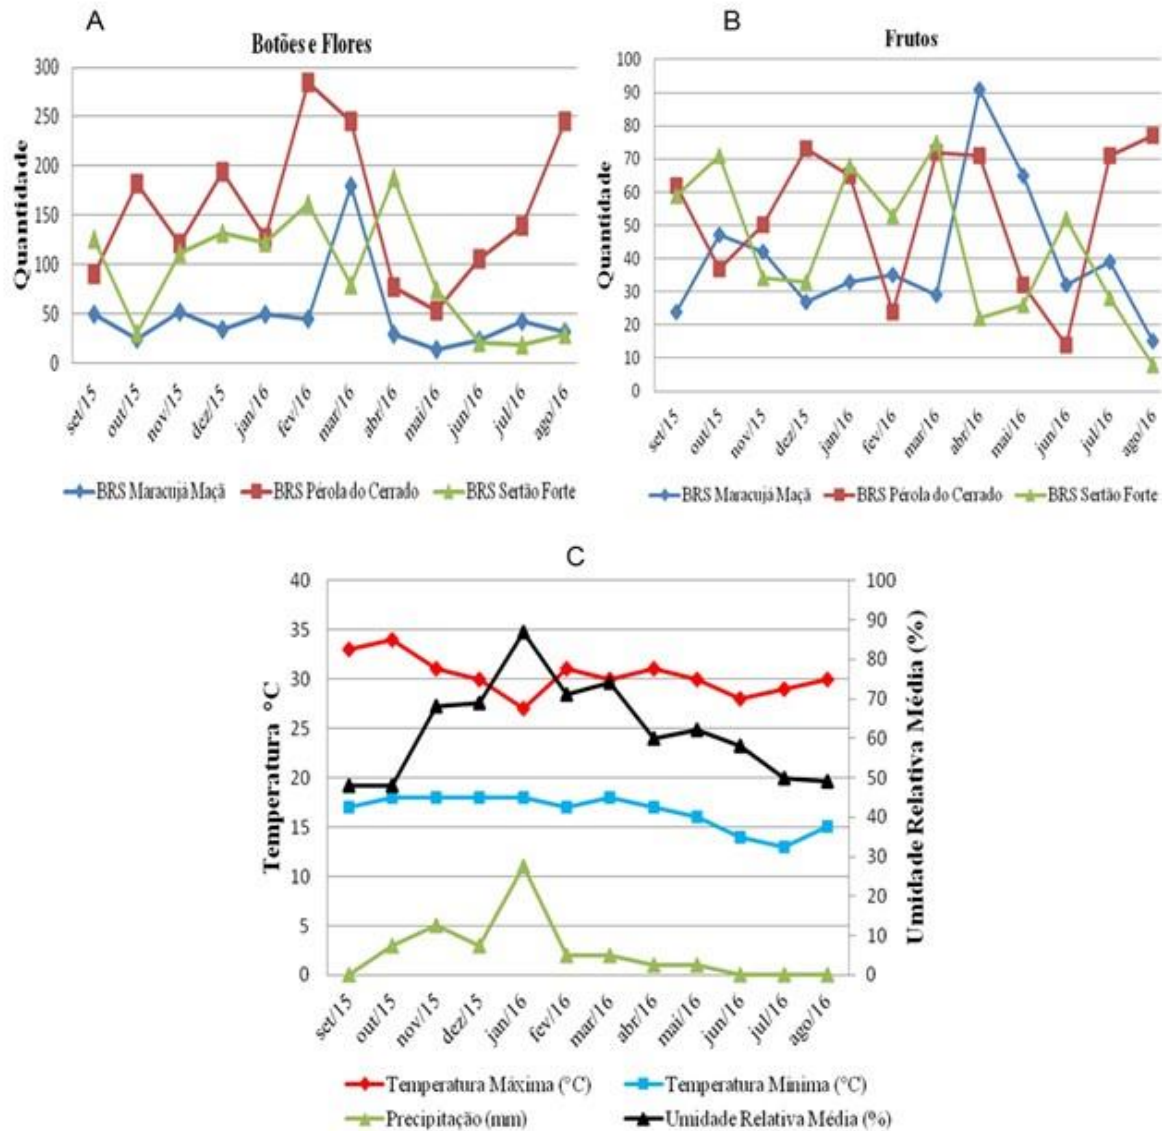 A
Botões e Flores
Quantidade
300
250
200
150
100
50
0
set/15
out/15
nov/15
dez/15
jan/16
fev/16
mar/16
abr/16
mai/16
jun/16
jul/16
ago/16
BRS Maracujá Maçã BRS Pérola do Cerrado BRS Sertão Forte
B
Frutos
Quantidade
100
90
80
70
60
50
40
30
20
10
0
set/15
out/15
nov/15
dez/15
jan/16
fev/16
mar/16
abr/16
mai/16
jun/16
jul/16
ago/16
BRS Maracujá Maçã BRS Pérola do Cerrado BRS Sertão Forte
C
Temperatura °C
40
35
30
25
20
15
10
5
0
Umidade Relativa Média (%)
100
90
80
70
60
50
40
30
20
10
0
set/15
out/15
nov/15
dez/15
jan/16
fev/16
mar/16
abr/16
mai/16
jun/16
jul/16
ago/16
Temperatura Máxima (°C) Temperatura Mínima (°C)
Precipitação (mm) Umidade Relativa Média (%)